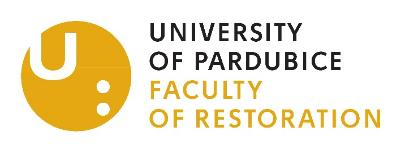 U:
UNIVERSITY
OF PARDUBICE
FACULTY
OF RESTORATION